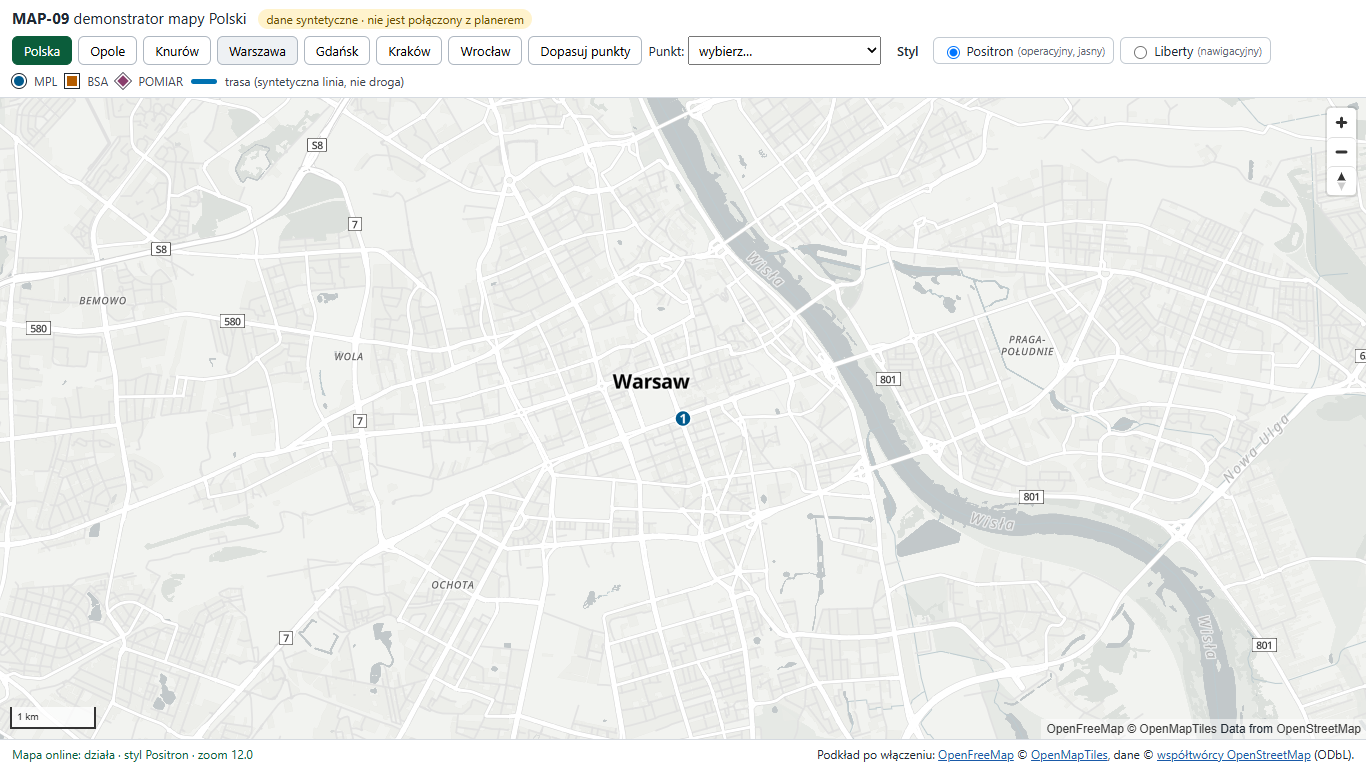 MAP-09 demonstrator mapy Polski dane syntetyczne · nie jest połączony z planerem
Polska Opole Knurów Warszawa Gdańsk Kraków Wrocław Dopasuj punkty Punkt: wybierz... Styl Positron (operacyjny, jasny) Liberty (nawigacyjny)
MPL BSA POMIAR trasa (syntetyczna linia, nie droga)
S8
7
S8
Wisła
BEMOWO
580
580
WOLA
PRAGA-
POŁUDNIE
Warsaw
801
7
1
Nowa-Ulga
801
Wisła
OCHOTA
7
Wisła
801
1 km
OpenFreeMap © OpenMapTiles Data from OpenStreetMap
Mapa online: działa · styl Positron · zoom 12.0
Podkład po włączeniu: OpenFreeMap © OpenMapTiles, dane © współtwórcy OpenStreetMap (ODbL).